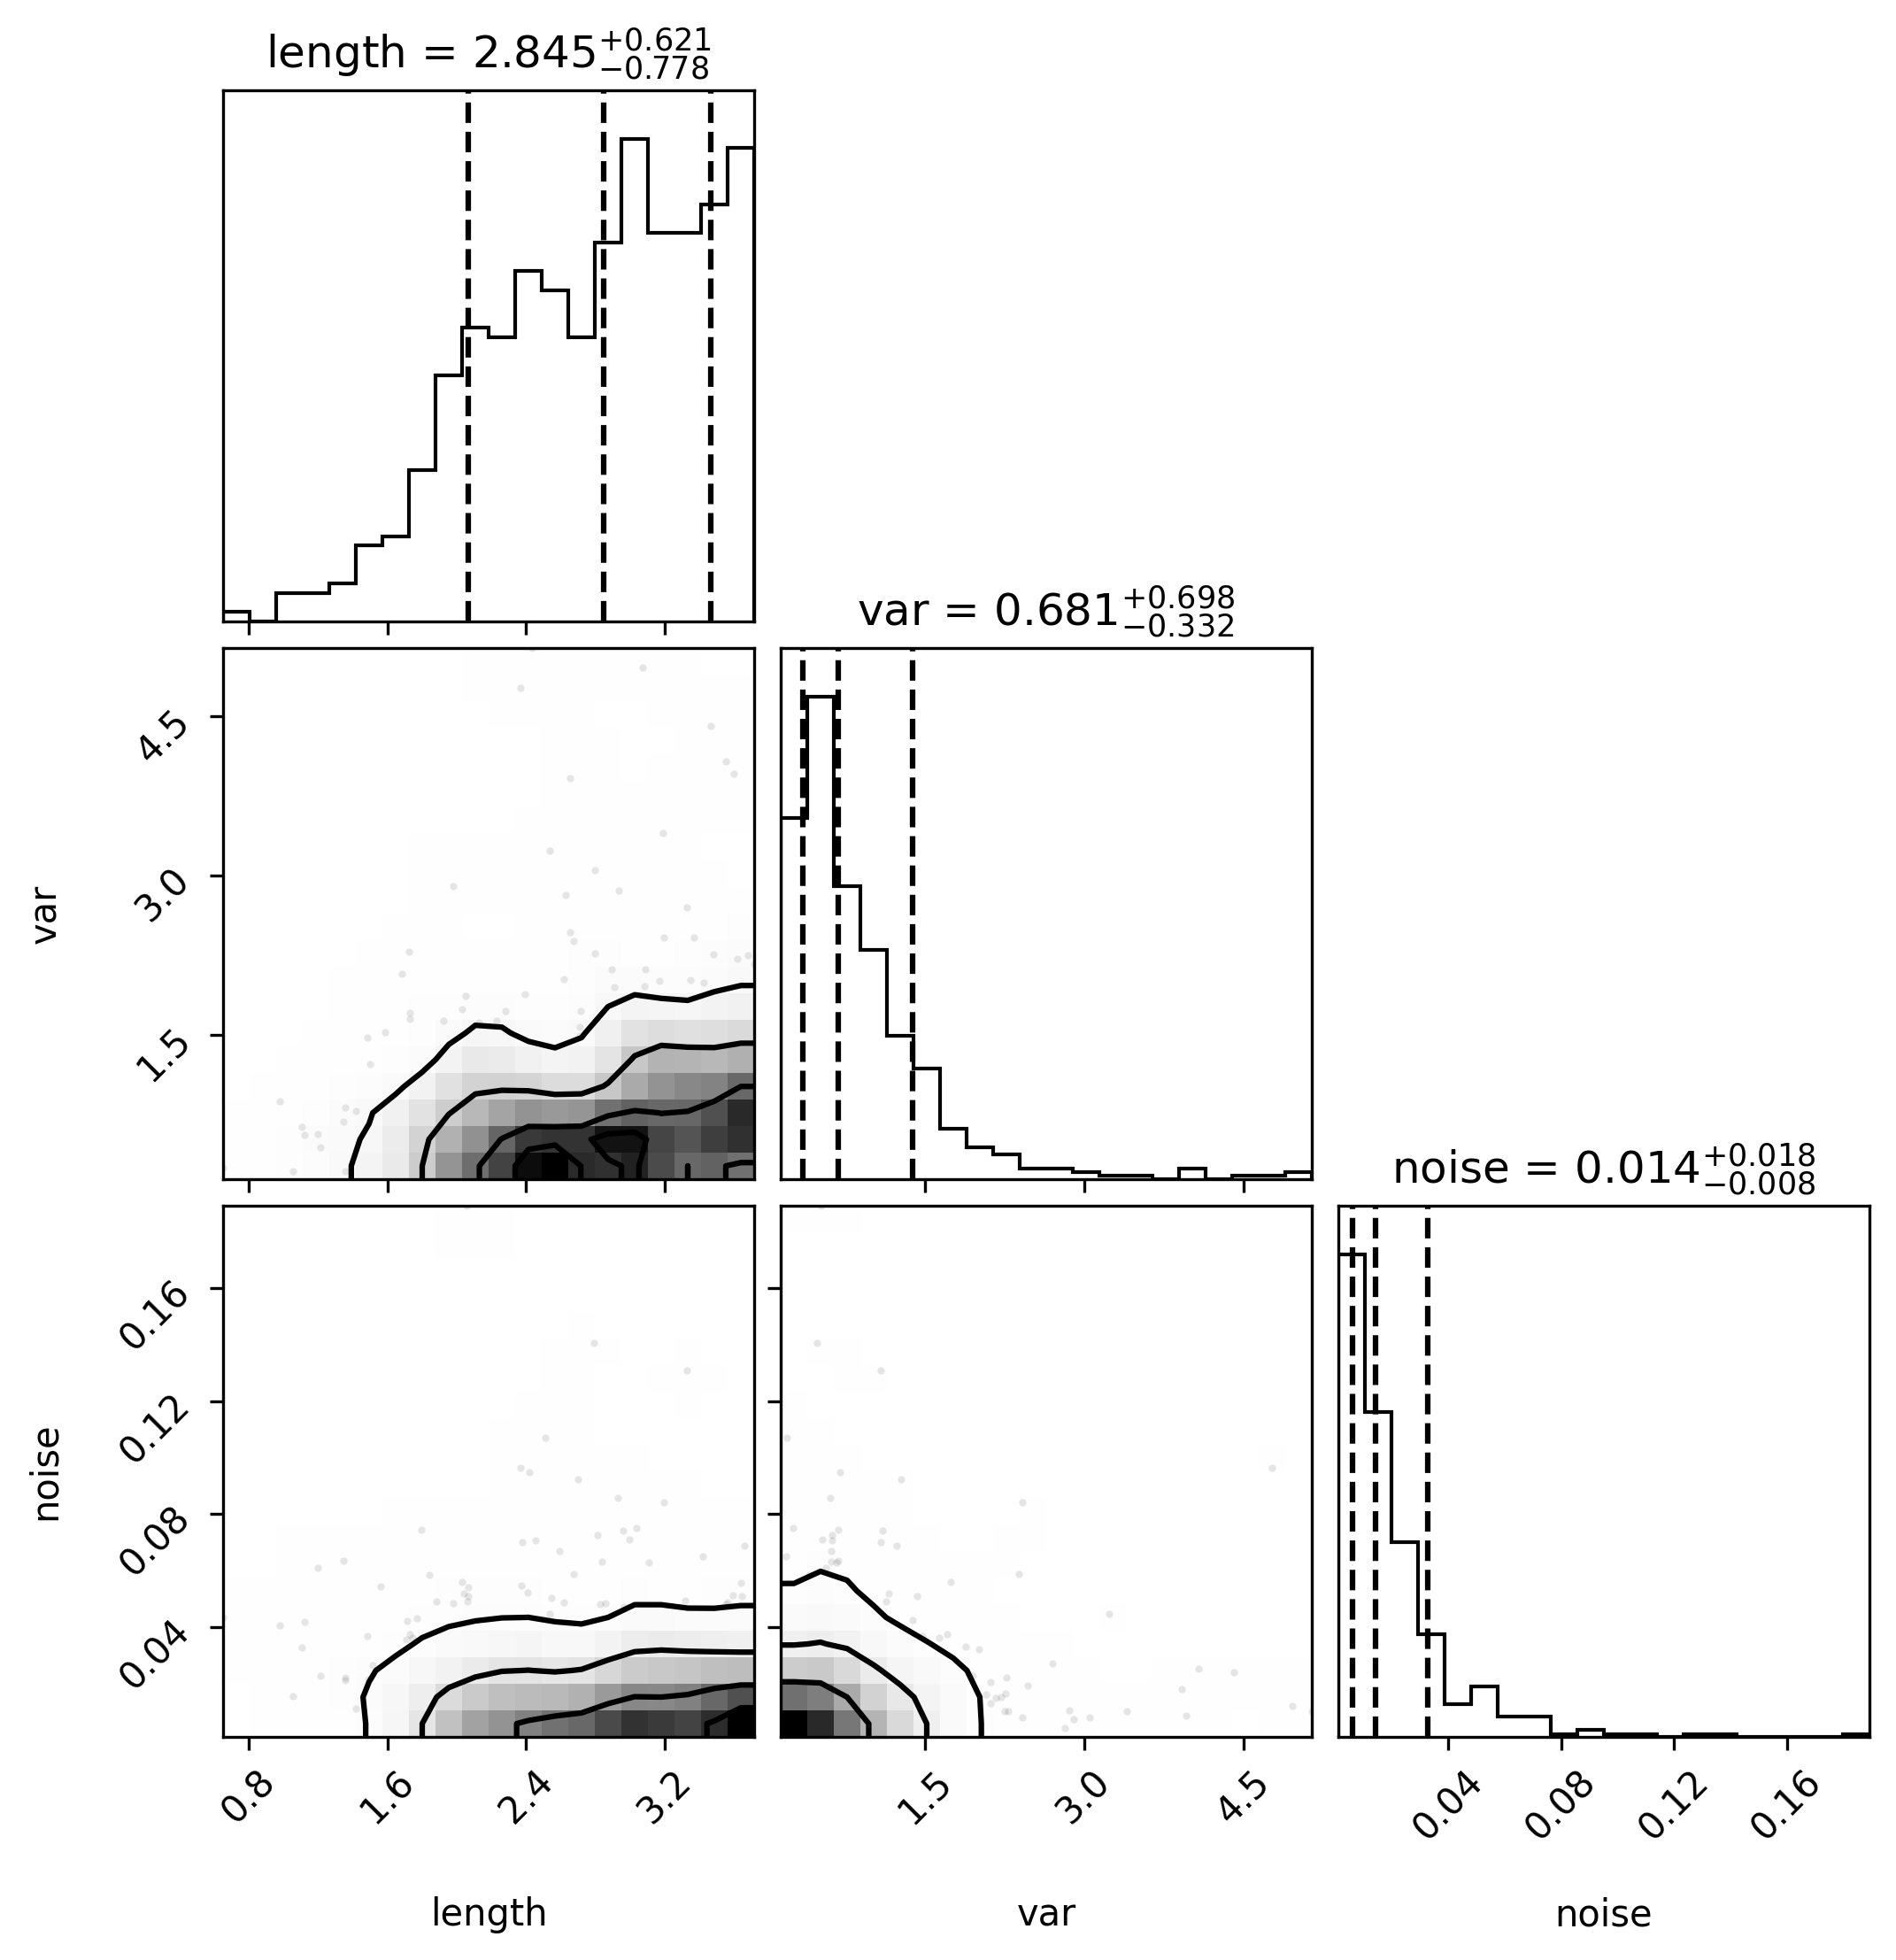 length = 2.845+0.621−0.778
var = 0.681+0.698−0.332
4.5
3.0
1.5
var
noise = 0.014+0.018−0.008
0.16
0.12
0.08
0.04
noise
0.8 1.6 2.4 3.2 1.5 3.0 4.5 0.04 0.08 0.12 0.16
length var noise